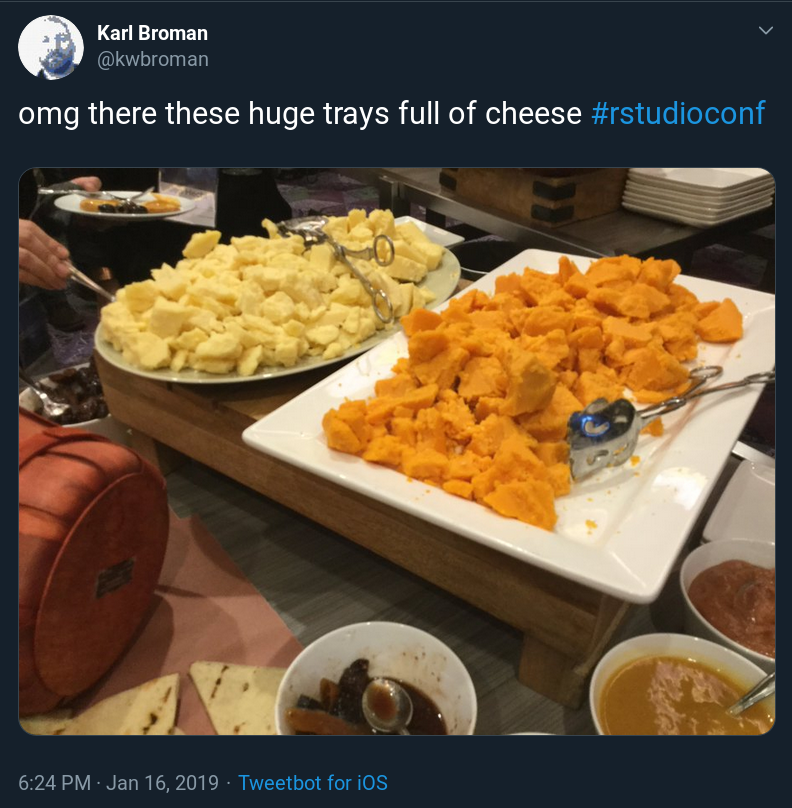 Karl Broman
@kwbroman
omg there these huge trays full of cheese #rstudioconf
6:24 PM · Jan 16, 2019 · Tweetbot for iOS